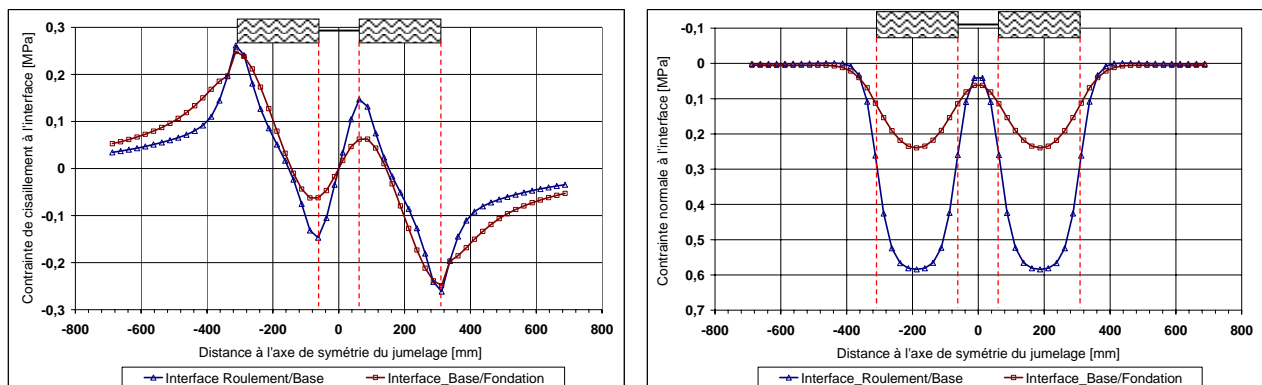 Contrainte de cisaillement à l'interface [MPa]
0,3
0,2
0,1
0
-0,1
-0,2
-0,3
-800 -600 -400 -200 0 200 400 600 800
Distance à l'axe de symétrie du jumelage [mm]
Interface Roulement/Base Interface_Base/Fondation
Contrainte normale à l'interface [MPa]
-0,1
0
0,1
0,2
0,3
0,4
0,5
0,6
0,7
-800 -600 -400 -200 0 200 400 600 800
Distance à l'axe de symétrie du jumelage [mm]
Interface_Roulement/Base Interface_Base/Fondation